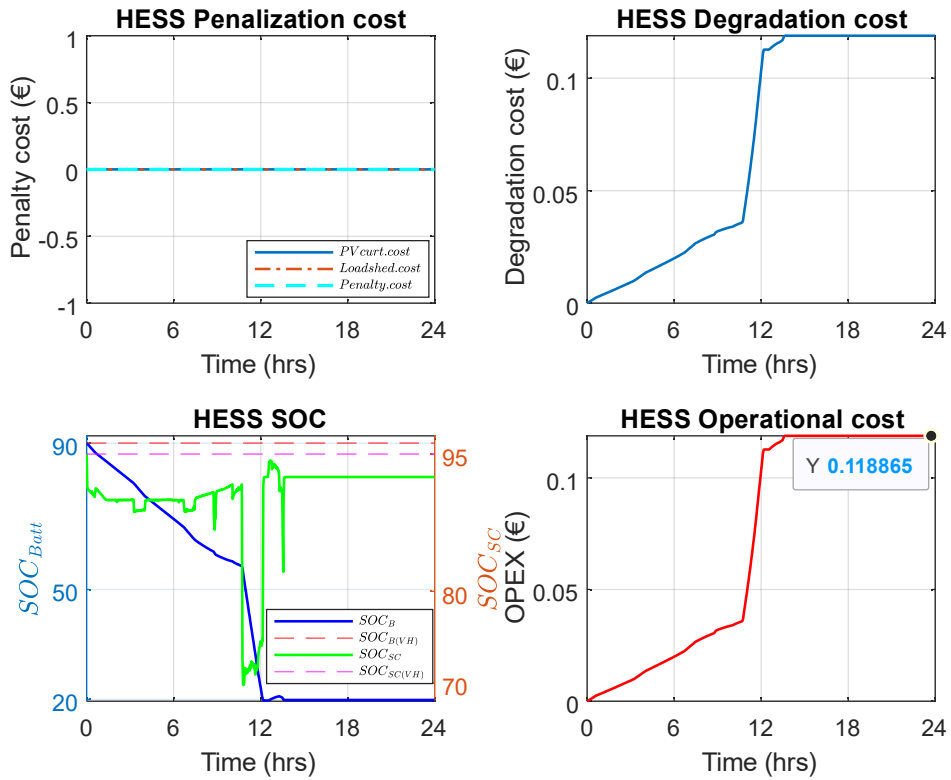 HESS Penalization cost
Penalty cost (€)
1
0.5
0
-0.5
-1
PVcurt.cost
Loadshed.cost
Penalty.cost
0 6 12 18 24
Time (hrs)
HESS Degradation cost
Degradation cost (€)
0.1
0.05
0
0 6 12 18 24
Time (hrs)
HESS SOC
SOC_Batt
90
50
20
SOC_B
SOC_B(VH)
SOC_SC
SOC_SC(VH)
95
80
70
SOC_SC
0 6 12 18 24
Time (hrs)
HESS Operational cost
OPEX (€)
0.1
0.05
0
Y 0.118865
0 6 12 18 24
Time (hrs)